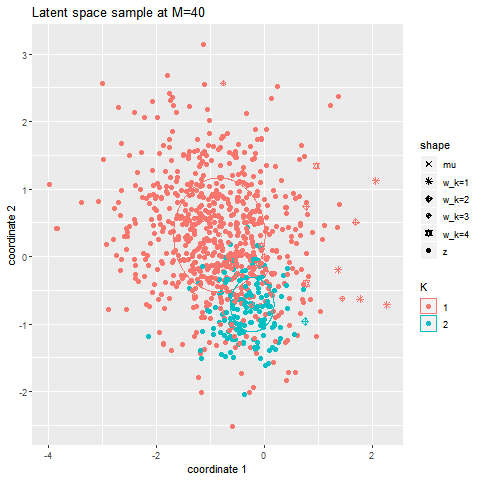 Latent space sample at M=40
coordinate 2
3
2
1
0
-1
-2
-4
-2
0
2
coordinate 1
shape
mu
w_k=1
w_k=2
w_k=3
w_k=4
z
K
1
2